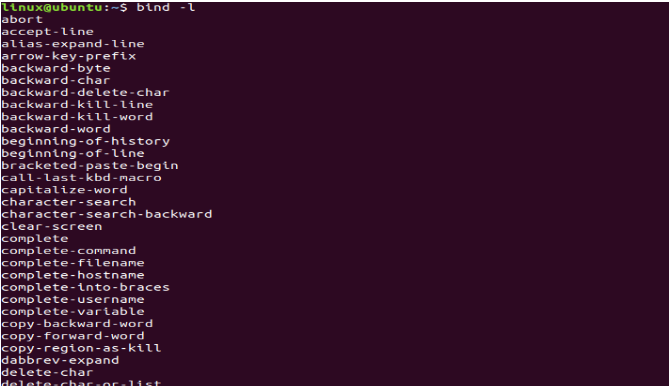 linux@ubuntu:~$ bind -l
abort
accept-line
alias-expand-line
arrow-key-prefix
backward-byte
backward-char
backward-delete-char
backward-kill-line
backward-kill-word
backward-word
beginning-of-history
beginning-of-line
bracketed-paste-begin
call-last-kbd-macro
capitalize-word
character-search
character-search-backward
clear-screen
complete
complete-command
complete-filename
complete-hostname
complete-into-braces
complete-username
complete-variable
copy-backward-word
copy-forward-word
copy-region-as-kill
dabbrev-expand
delete-char
delete-char-or-list